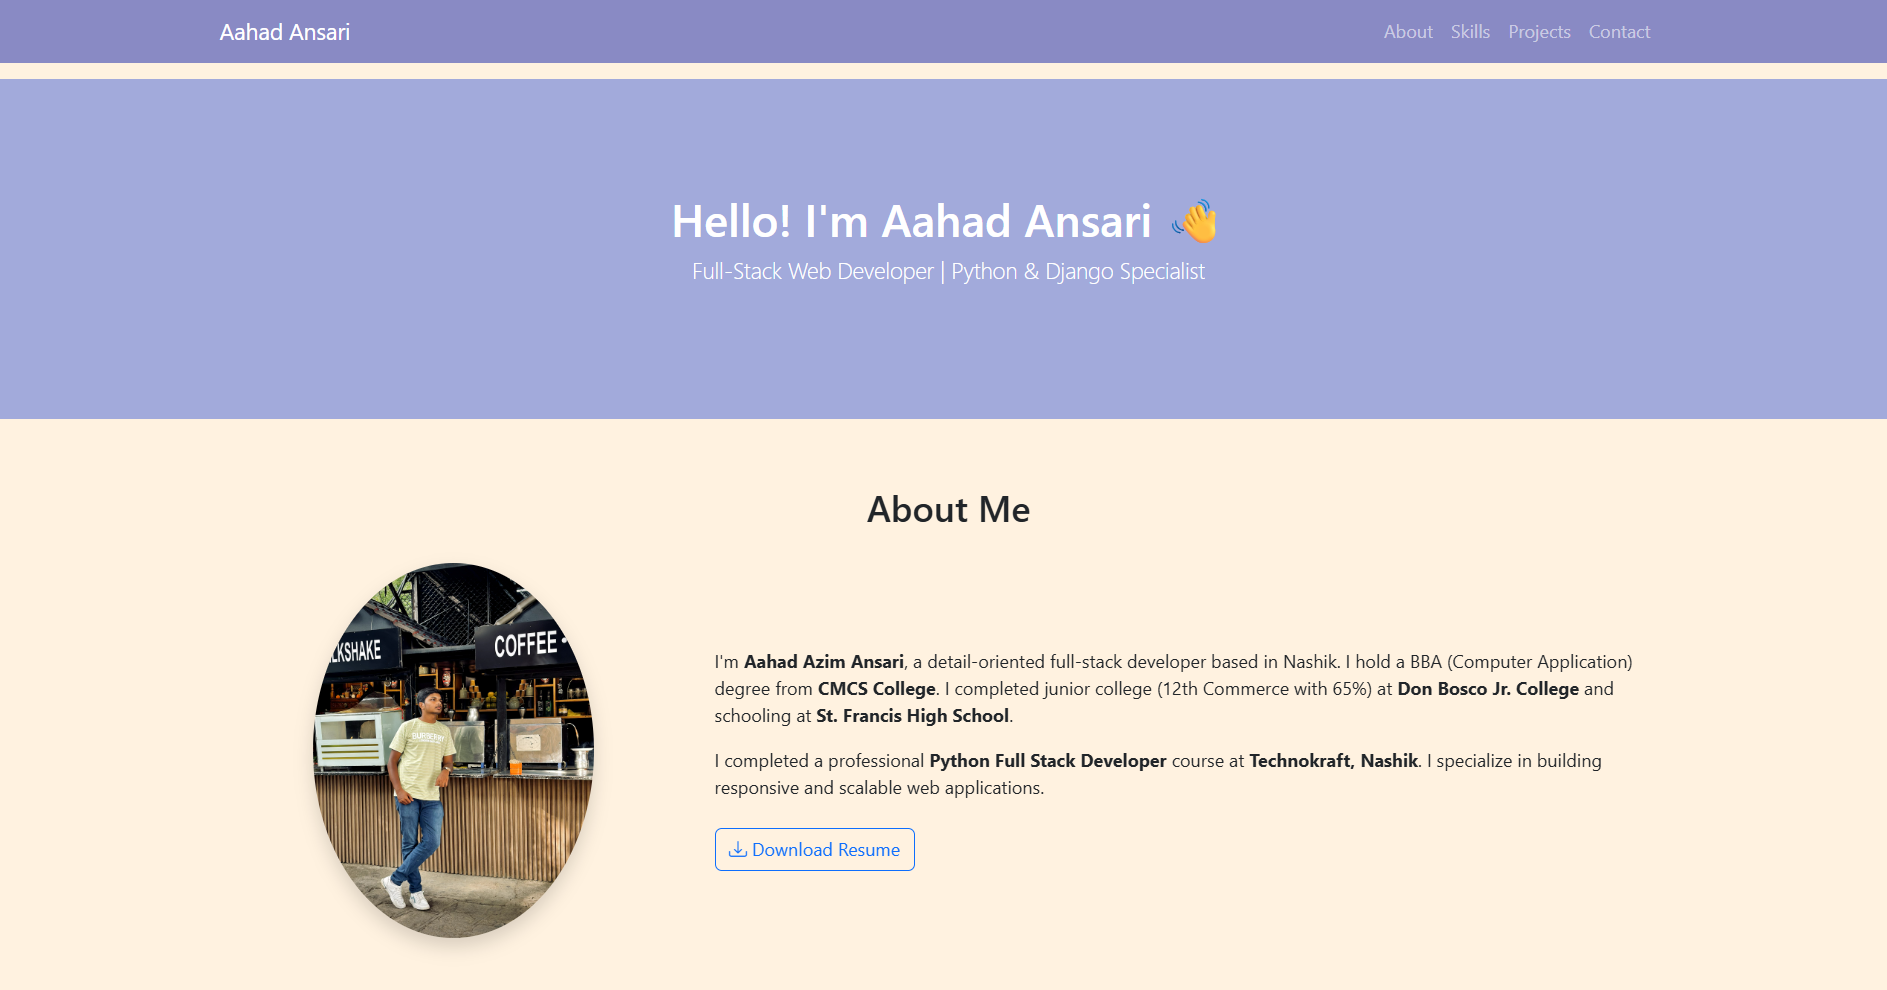 Aahad Ansari
About Skills Projects Contact
Hello! I'm Aahad Ansari 👋
Full-Stack Web Developer | Python & Django Specialist
About Me
LKSHAKE
COFFEE •
BURBERRY
I'm Aahad Azim Ansari, a detail-oriented full-stack developer based in Nashik. I hold a BBA (Computer Application)
degree from CMCS College. I completed junior college (12th Commerce with 65%) at Don Bosco Jr. College and
schooling at St. Francis High School.
I completed a professional Python Full Stack Developer course at Technokraft, Nashik. I specialize in building
responsive and scalable web applications.
Download Resume